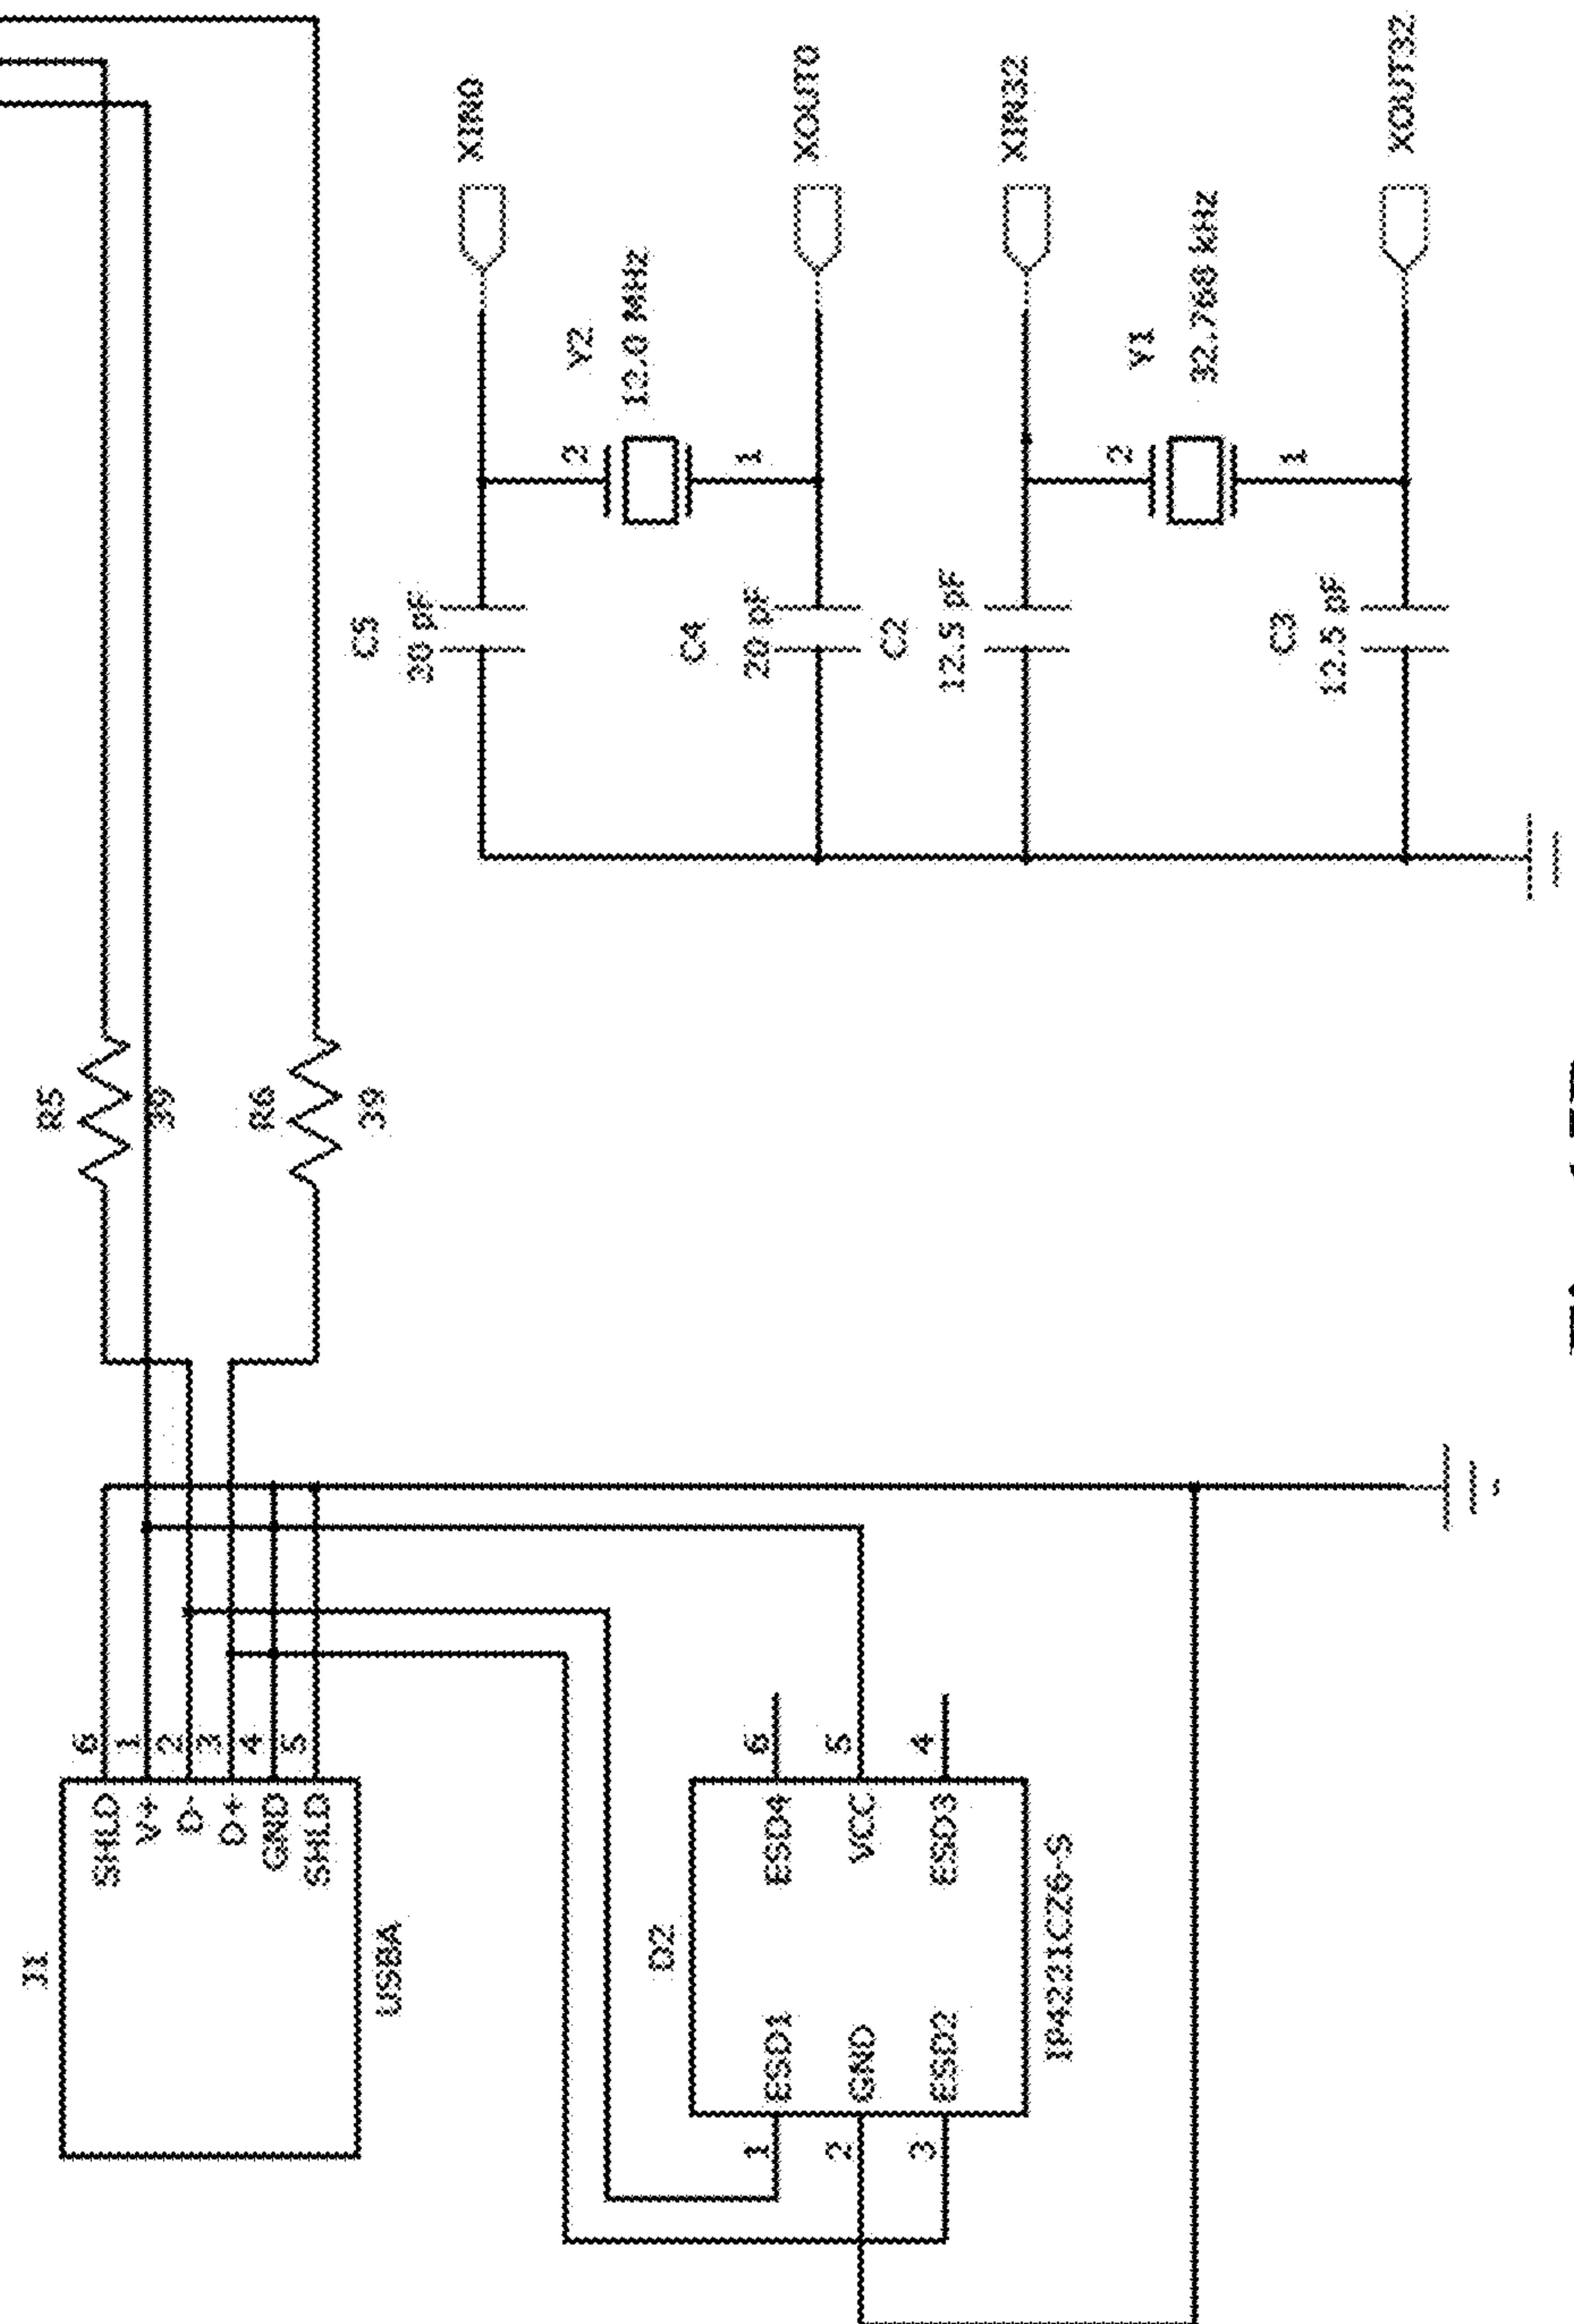 J1
6
SHLD
1
V+
2
D-
3
D+
4
GND
5
SHLD
USBA
R5
39
R6
39
D2
1
ESD1
2
GND
3
ESD2
6
ESD4
5
VCC
4
ESD3
IP4221CZ6-S
C5
C4
20 pF
C2
12.5 pF
C3
12.5 pF
2
Y2
12.0 MHz
1
2
Y1
32.768 kHz
1
XIN0
XOUT0
XIN32
XOUT32